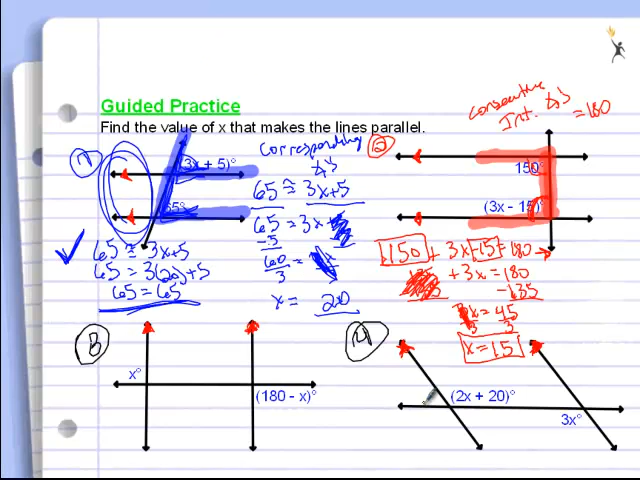 Guided Practice
Find the value of x that makes the lines parallel.
1
(3x + 5)°
65°
Corresponding
∠s
65 ≅ 3x+5
65 = 3x+5
-5
60
3
x = 20
65 ≅ 3x+5
65 = 3(20)+5
65 = 65
2
Consecutive
Int. ∠s
=180
150°
(3x - 15)°
150 + 3x-15=180
135 + 3x = 180
-135
3x = 45
3 3
x = 15
3
x°
(180 - x)°
4
(2x + 20)°
3x°